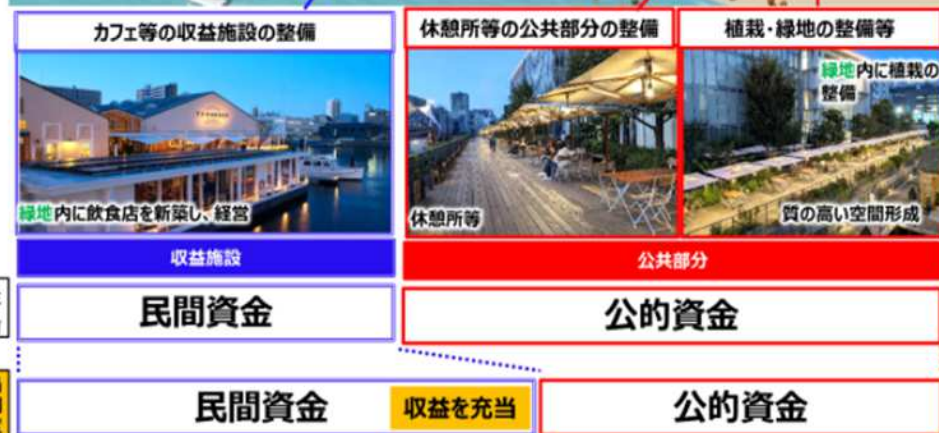 カフェ等の収益施設の整備
休憩所等の公共部分の整備
植栽・緑地の整備等
緑地内に植栽の
整備
緑地内に飲食店を新築し、経営
休憩所等
質の高い空間形成
収益施設
公共部分
民間資金
公的資金
民間資金
収益を充当
公的資金